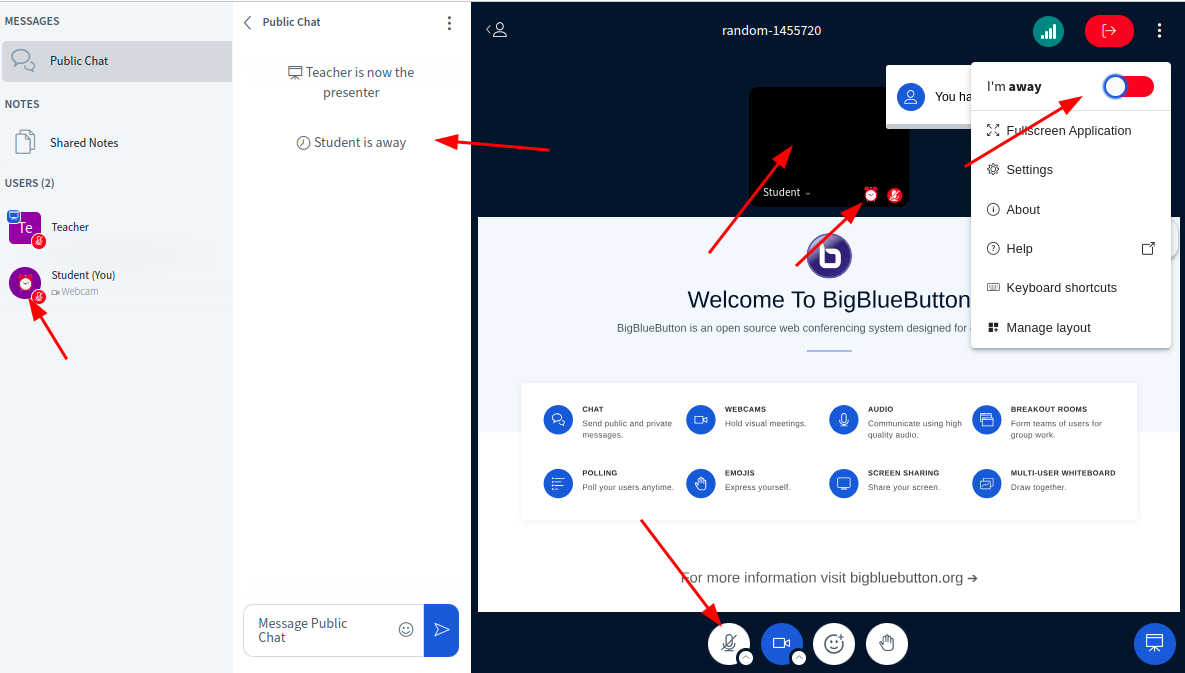 MESSAGES
Public Chat
NOTES
Shared Notes
USERS (2)
Te
Teacher
Student (You)
Webcam
Public Chat
Teacher is now the
presenter
Student is away
Message Public
Chat
random-1455720
You ha
I'm away
Fullscreen Application
Settings
About
Help
Keyboard shortcuts
Manage layout
Student
b
Welcome To BigBlueButton
BigBlueButton is an open source web conferencing system designed for
CHAT
Send public and private
messages.
WEBCAMS
Hold visual meetings.
AUDIO
Communicate using high
quality audio.
BREAKOUT ROOMS
Form teams of users for
group work.
POLLING
Poll your users anytime.
EMOJIS
Express yourself.
SCREEN SHARING
Share your screen.
MULTI-USER WHITEBOARD
Draw together.
For more information visit bigbluebutton.org ➔